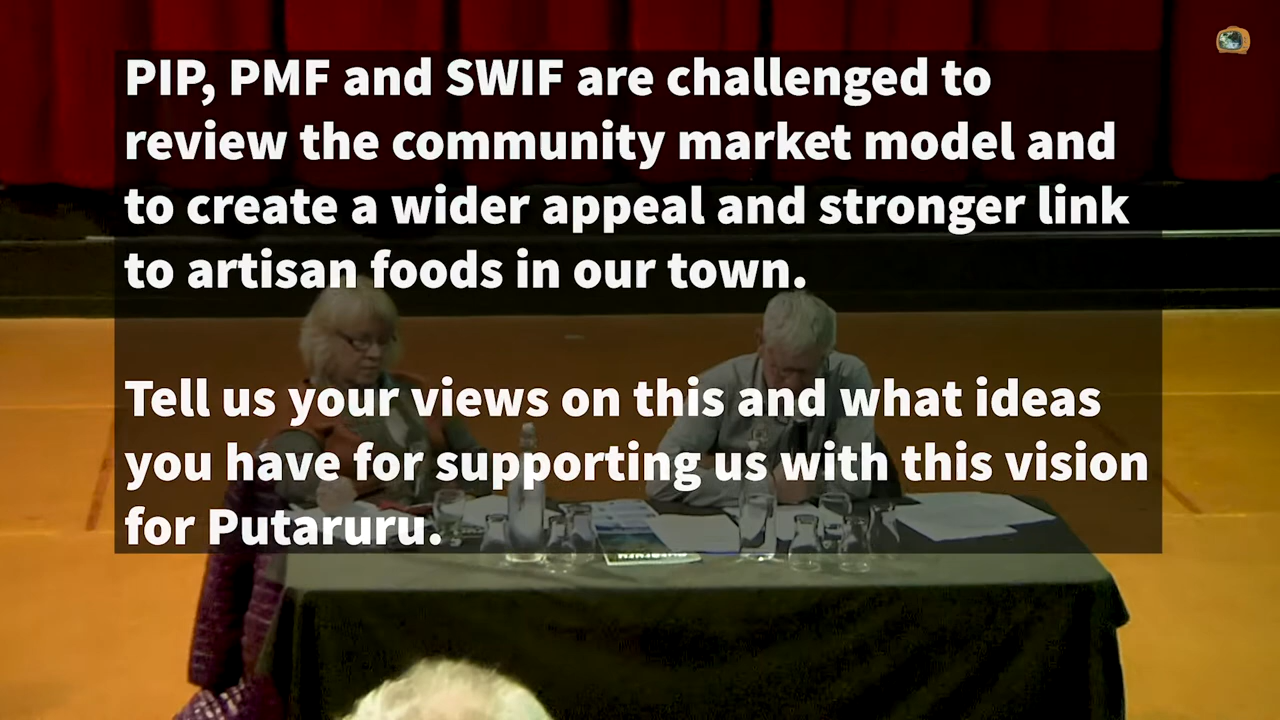 PIP, PMF and SWIF are challenged to
review the community market model and
to create a wider appeal and stronger link
to artisan foods in our town.
Tell us your views on this and what ideas
you have for supporting us with this vision
for Putaruru.